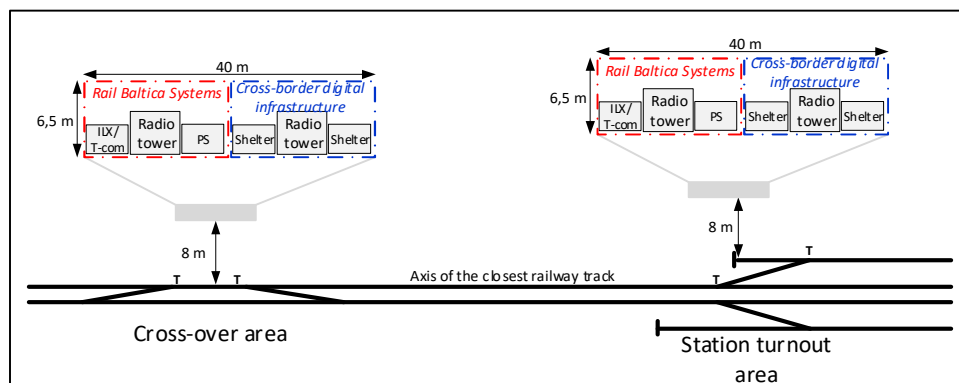 40 m
Rail Baltica Systems
Cross-border digital
infrastructure
6,5 m
ILX/
T-com
Radio
tower
PS
Shelter
Radio
tower
Shelter
40 m
Rail Baltica Systems
Cross-border digital
infrastructure
6,5 m
ILX/
T-com
Radio
tower
PS
Shelter
Radio
tower
Shelter
8 m
8 m
T
T
Axis of the closest railway track
T
T
Cross-over area
Station turnout
area